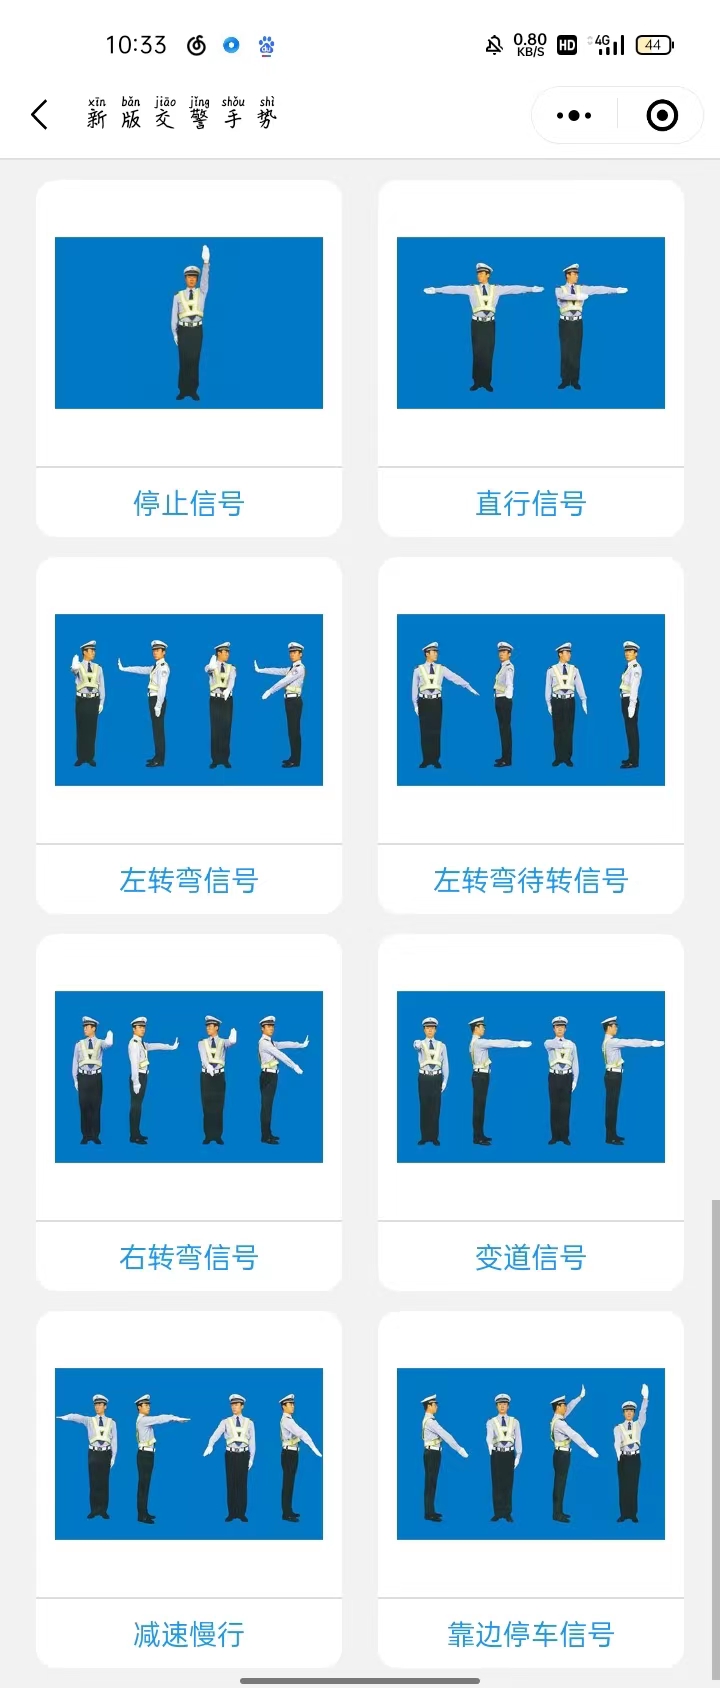 10:33 0.80 KB/S HD 4G 44
xīn bǎn jiāo jǐng shǒu shì
新版交警手势
停止信号 直行信号
左转弯信号 左转弯待转信号
右转弯信号 变道信号
减速慢行 靠边停车信号